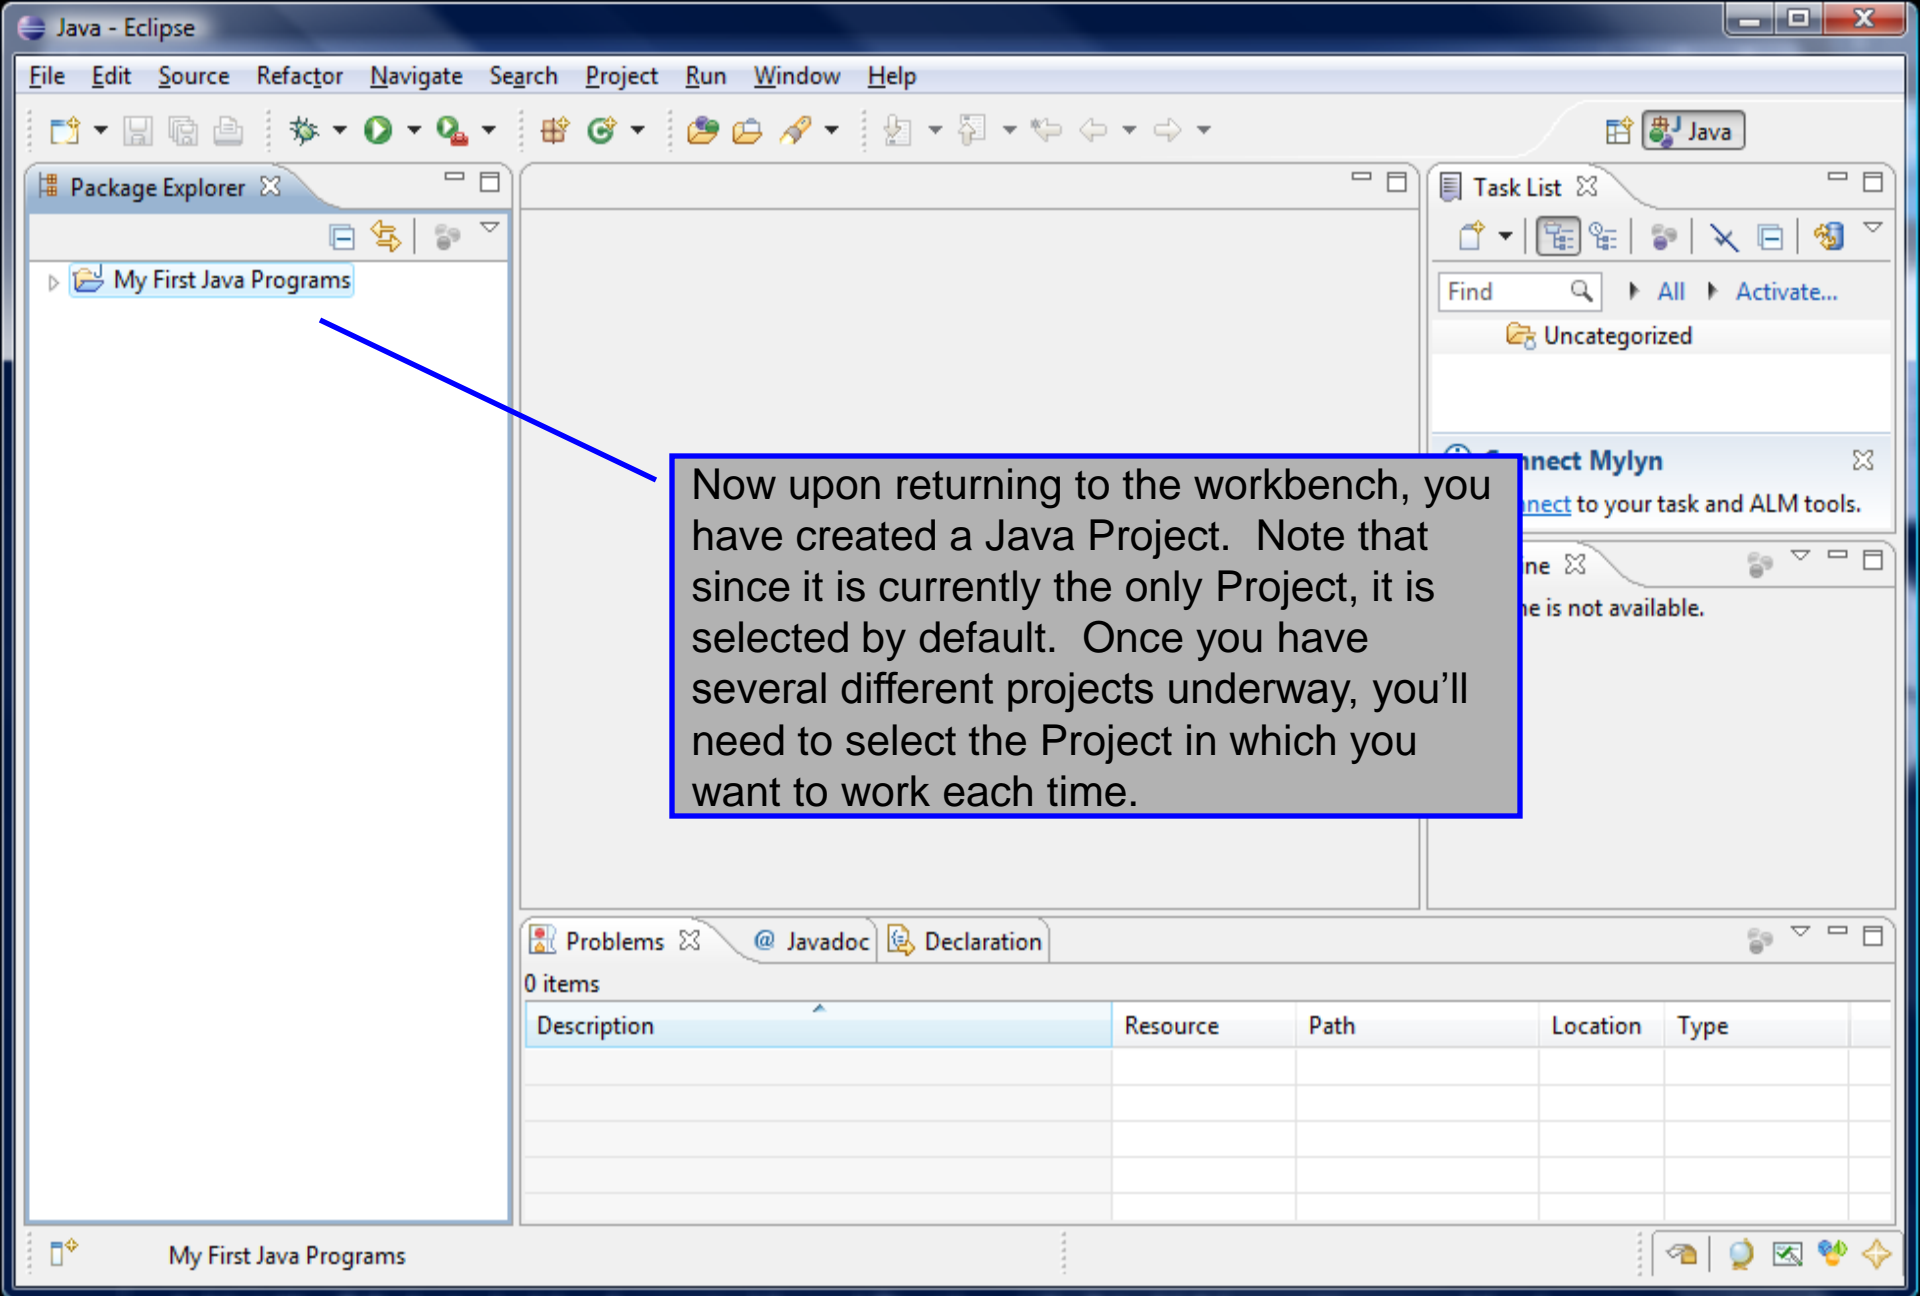 Java - Eclipse
File Edit Source Refactor Navigate Search Project Run Window Help
Java
Package Explorer
My First Java Programs
Task List
Find All Activate...
Uncategorized
nnect Mylyn
nect to your task and ALM tools.
ine
e is not available.
Now upon returning to the workbench, you
have created a Java Project. Note that
since it is currently the only Project, it is
selected by default. Once you have
several different projects underway, you’ll
need to select the Project in which you
want to work each time.
Problems @ Javadoc Declaration
0 items
Description Resource Path Location Type
My First Java Programs